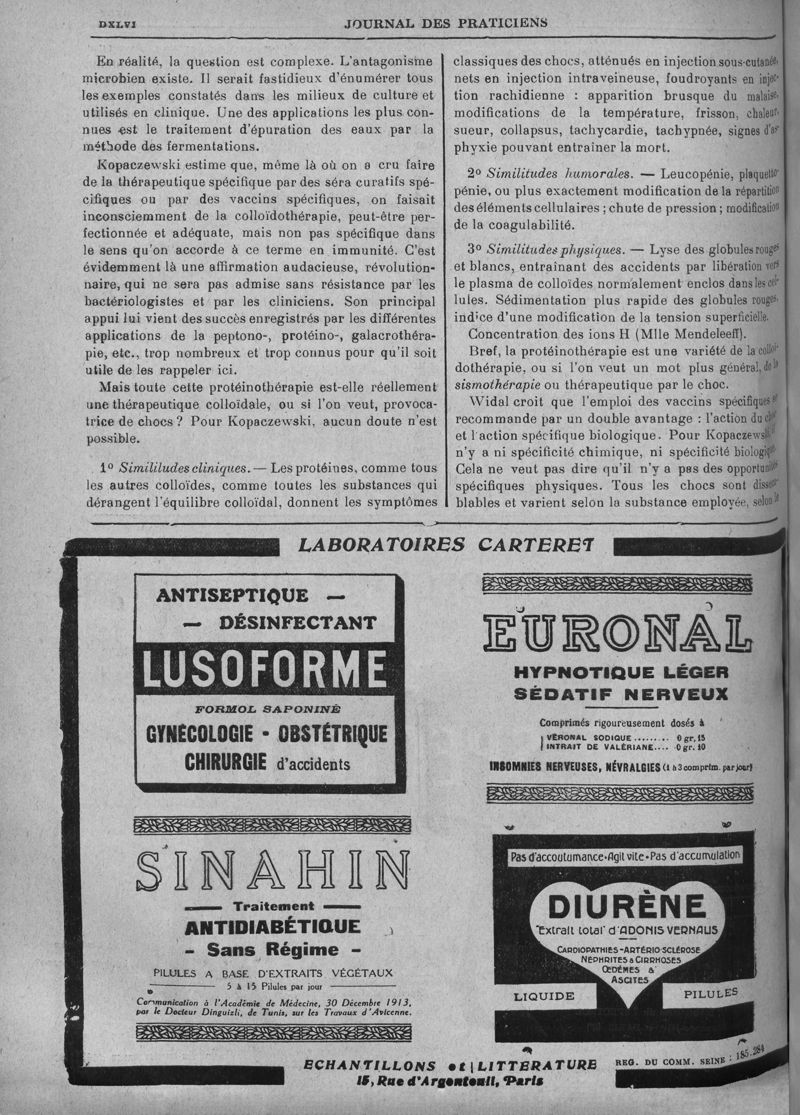 DXLVI
JOURNAL DES PRATICIENS
En réalité, la question est complexe. L'antagonisme
microbien existe. Il serait fastidieux d'énumérer tous
les exemples constatés dans les milieux de culture et
utilisés en clinique. Une des applications les plus con-
nues est le traitement d'épuration des eaux par la
méthode des fermentations.
Kopaczewski estime que, même là où on a cru faire
de la thérapeutique spécifique par des séra curatifs spé-
cifiques ou par des vaccins spécifiques, on faisait
inconsciemment de la colloïdothérapie, peut-être per-
fectionnée et adéquate, mais non pas spécifique dans
le sens qu'on accorde à ce terme en immunité. C'est
évidemment là une affirmation audacieuse, révolution-
naire, qui ne sera pas admise sans résistance par les
bactériologistes et par les cliniciens. Son principal
appui lui vient des succès enregistrés par les différentes
applications de la peptono-, protéino-, galacrothéra-
pie, etc., trop nombreux et trop connus pour qu'il soit
utile de les rappeler ici.
Mais toute cette protéinothérapie est-elle réellement
une thérapeutique colloïdale, ou si l'on veut, provoca-
trice de chocs? Pour Kopaczewski, aucun doute n'est
possible.
1º Simililudes cliniques. — Les protéines, comme tous
les autres colloïdes, comme toutes les substances qui
dérangent l'équilibre colloïdal, donnent les symptômes
classiques des chocs, atténués en injection sous-cutanée,
nets en injection intraveineuse, foudroyants en injec-
tion rachidienne : apparition brusque du malaise,
modifications de la température, frisson, chaleur,
sueur, collapsus, tachycardie, tachypnée, signes d'as-
phyxie pouvant entraîner la mort.
2º Similitudes humorales. — Leucopénie, plaquetto-
pénie, ou plus exactement modification de la répartition
des éléments cellulaires ; chute de pression ; modification
de la coagulabilité.
3º Similitudes physiques. — Lyse des globules rouges
et blancs, entraînant des accidents par libération vers
le plasma de colloïdes normalement enclos dans les cel-
lules. Sédimentation plus rapide des globules rouges,
indice d'une modification de la tension superficielle.
Concentration des ions H (Mlle Mendeleeff).
Bref, la protéinothérapie est une variété de la colloï-
dothérapie, ou si l'on veut un mot plus général, de la
sismothérapie ou thérapeutique par le choc.
Widal croit que l'emploi des vaccins spécifiques se
recommande par un double avantage : l'action du choc
et l'action spécifique biologique. Pour Kopaczewski il
n'y a ni spécificité chimique, ni spécificité biologique.
Cela ne veut pas dire qu'il n'y a pas des opportunités
spécifiques physiques. Tous les chocs sont dissem-
blables et varient selon la substance employée, selon le
LABORATOIRES CARTERET
ANTISEPTIQUE —
— DÉSINFECTANT
LUSOFORME
FORMOL SAPONINÉ
GYNÉCOLOGIE - OBSTÉTRIQUE
CHIRURGIE d'accidents
EURONAL
HYPNOTIQUE LÉGER
SÉDATIF NERVEUX
Comprimés rigoureusement dosés à
VÉRONAL SODIQUE ......... 0 gr. 15
INTRAIT DE VALÉRIANE.... 0 gr. 10
INSOMNIES NERVEUSES, NÉVRALGIES (1 à 3 comprim. par jour)
SINAHIN
Traitement
ANTIDIABÉTIQUE
- Sans Régime -
PILULES A BASE D'EXTRAITS VÉGÉTAUX
5 à 15 Pilules par jour
Communication à l'Académie de Médecine, 30 Décembre 1913,
par le Docteur Dinguizli, de Tunis, sur les Travaux d'Avicenne.
Pas d'accoutumance-Agit vite-Pas d'accumulation
DIURÈNE
"Extrait total" d'ADONIS VERNALIS
CARDIOPATHIES-ARTÉRIO-SCLÉROSE
NÉPHRITES & CIRRHOSES
ŒDÈMES &
ASCITES
LIQUIDE
PILULES
ECHANTILLONS et LITTÉRATURE
15, Rue d'Argenteuil, Paris
REG. DU COMM. SEINE : 185.284